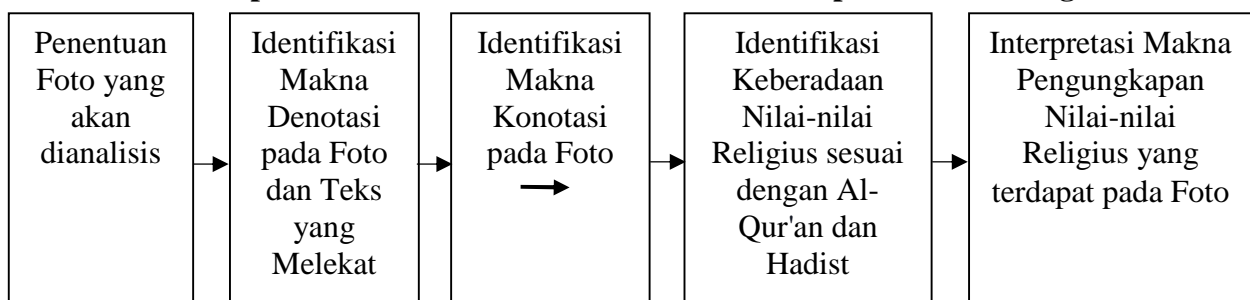 Penentuan
Foto yang
akan
dianalisis
Identifikasi
Makna
Denotasi
pada Foto
dan Teks
yang
Melekat
Identifikasi
Makna
Konotasi
pada Foto
Identifikasi
Keberadaan
Nilai-nilai
Religius sesuai
dengan Al-
Qur'an dan
Hadist
Interpretasi Makna
Pengungkapan
Nilai-nilai
Religius yang
terdapat pada Foto